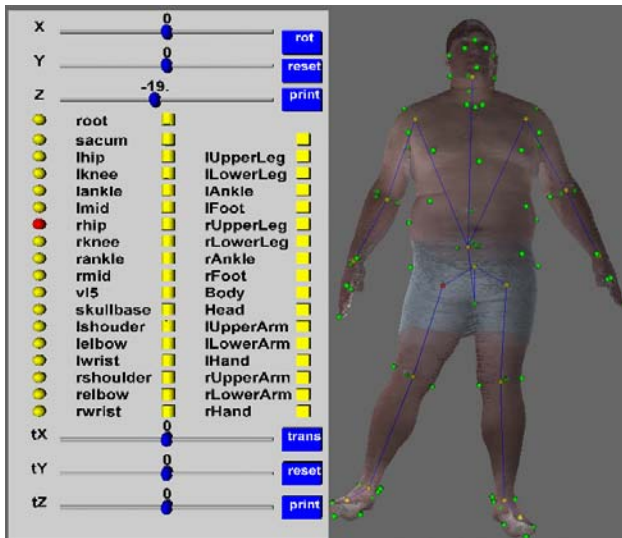 X 0 rot
Y 0 reset
Z -19. print
root
sacum
lhip lUpperLeg
lknee lLowerLeg
lankle lAnkle
lmid lFoot
rhip rUpperLeg
rknee rLowerLeg
rankle rAnkle
rmid rFoot
vl5 Body
skullbase Head
lshouder lUpperArm
lelbow lLowerArm
lwrist lHand
rshoulder rUpperArm
relbow rLowerArm
rwrist rHand
tX 0 trans
tY 0 reset
tZ 0 print